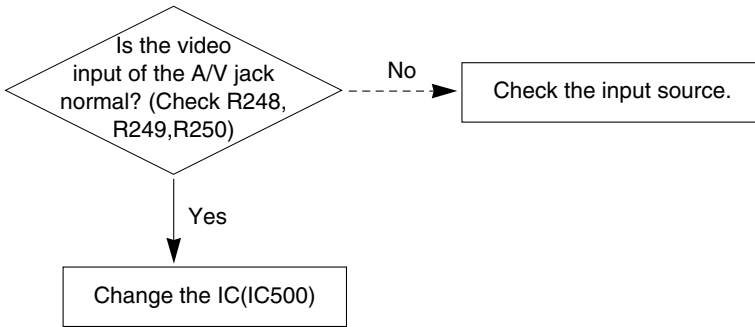 Is the video
input of the A/V jack
normal? (Check R248,
R249,R250)
No
Check the input source.
Yes
Change the IC(IC500)